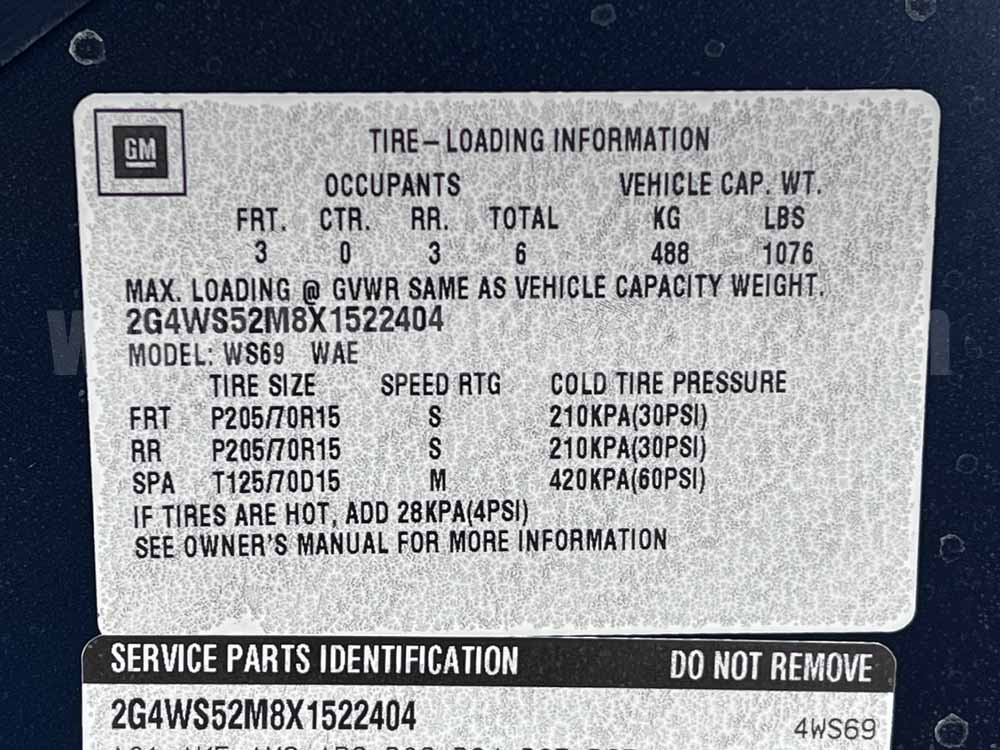 GM
TIRE-LOADING INFORMATION
OCCUPANTS VEHICLE CAP. WT.
FRT. CTR. RR. TOTAL KG LBS
3 0 3 6 488 1076
MAX. LOADING @ GVWR SAME AS VEHICLE CAPACITY WEIGHT.
2G4WS52M8X1522404
MODEL: WS69 WAE
TIRE SIZE SPEED RTG COLD TIRE PRESSURE
FRT P205/70R15 S 210KPA(30PSI)
RR P205/70R15 S 210KPA(30PSI)
SPA T125/70D15 M 420KPA(60PSI)
IF TIRES ARE HOT, ADD 28KPA(4PSI)
SEE OWNER'S MANUAL FOR MORE INFORMATION
SERVICE PARTS IDENTIFICATION DO NOT REMOVE
2G4WS52M8X1522404 4WS69